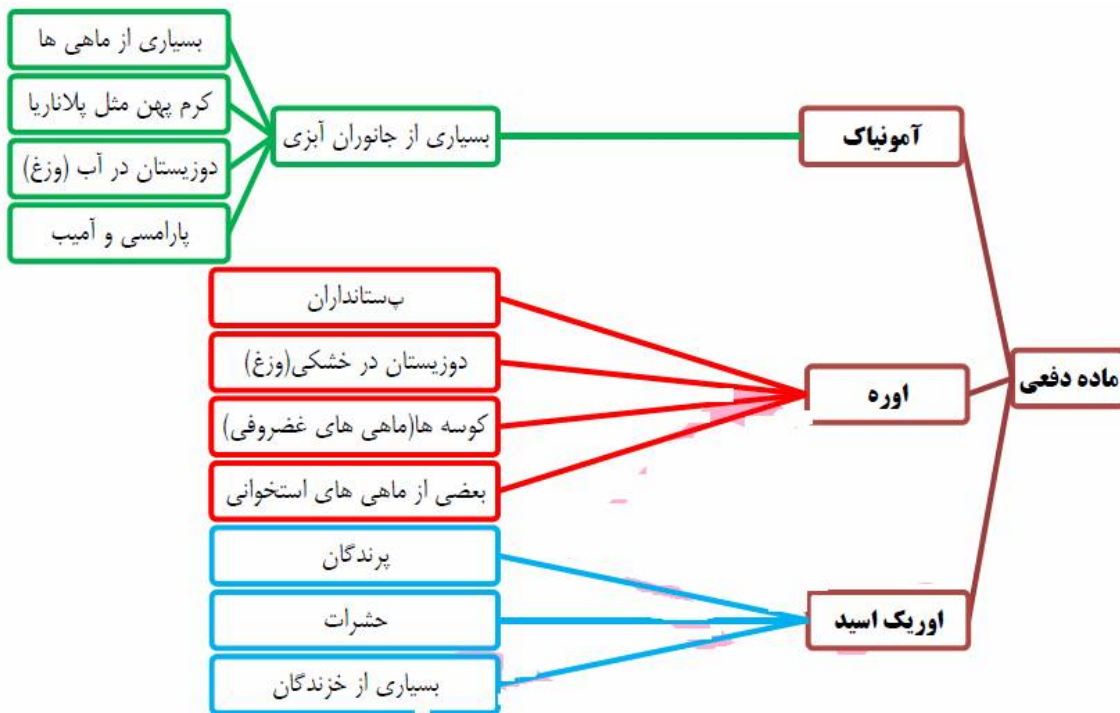 ماده دفعی
آمونیاک
بسیاری از جانوران آبزی
بسیاری از ماهی ها
کرم پهن مثل پلاناریا
دوزیستان در آب (وزغ)
پارامسی و آمیب
اوره
پستانداران
دوزیستان در خشکی(وزغ)
کوسه ها(ماهی های غضروفی)
بعضی از ماهی های استخوانی
اوریک اسید
پرندگان
حشرات
بسیاری از خزندگان